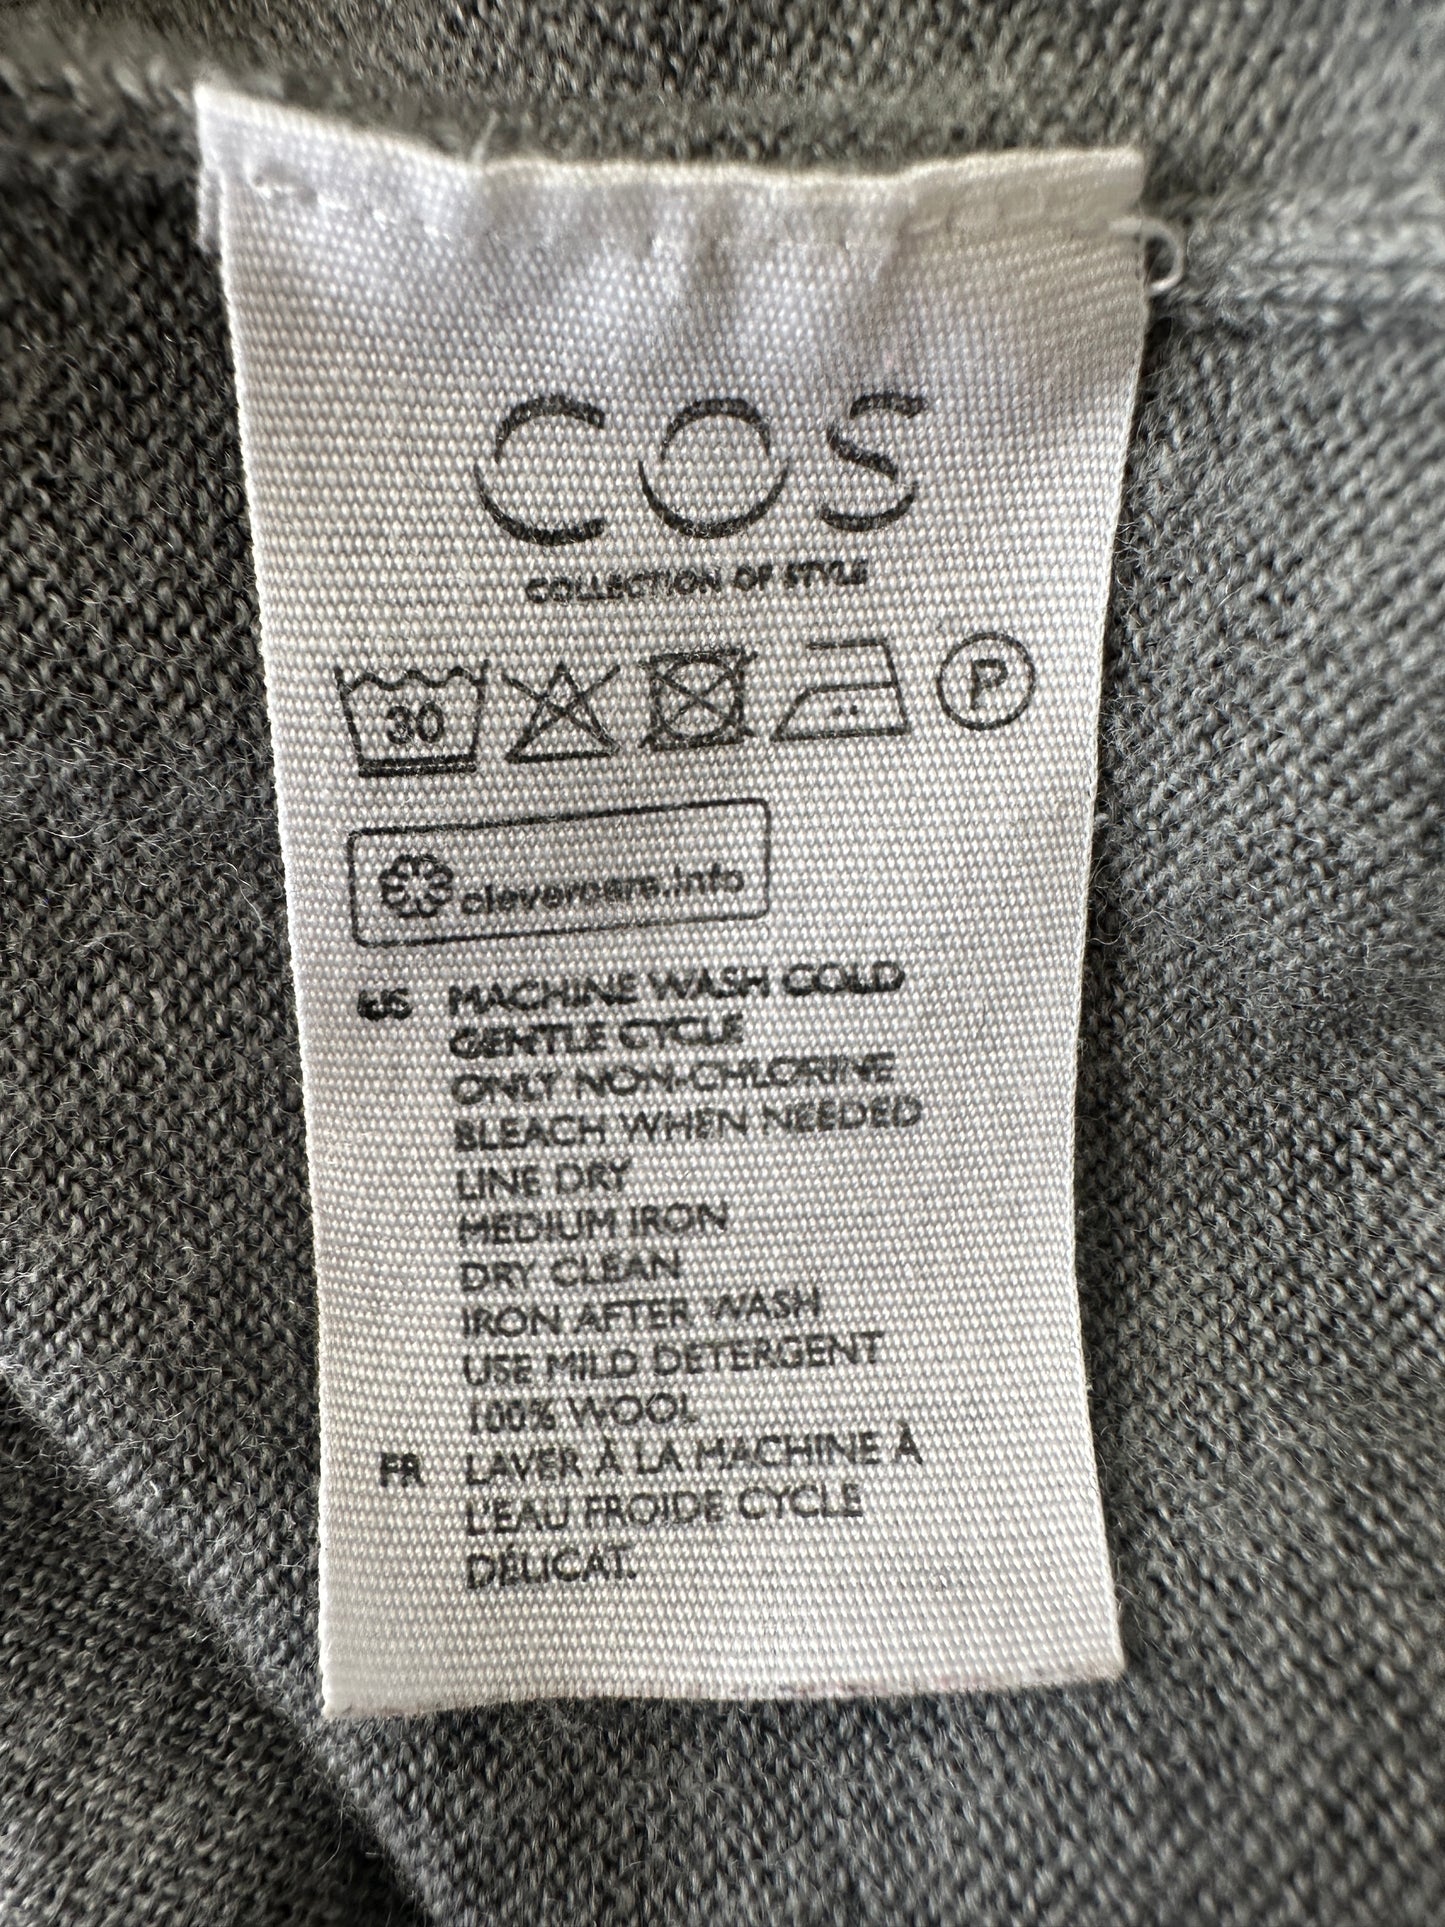 COS
COLLECTION OF STYLE
30 P
clevercare.info
US MACHINE WASH COLD
GENTLE CYCLE
ONLY NON-CHLORINE
BLEACH WHEN NEEDED
LINE DRY
MEDIUM IRON
DRY CLEAN
IRON AFTER WASH
USE MILD DETERGENT
100% WOOL
FR LAVER À LA MACHINE À
L'EAU FROIDE CYCLE
DÉLICAT.